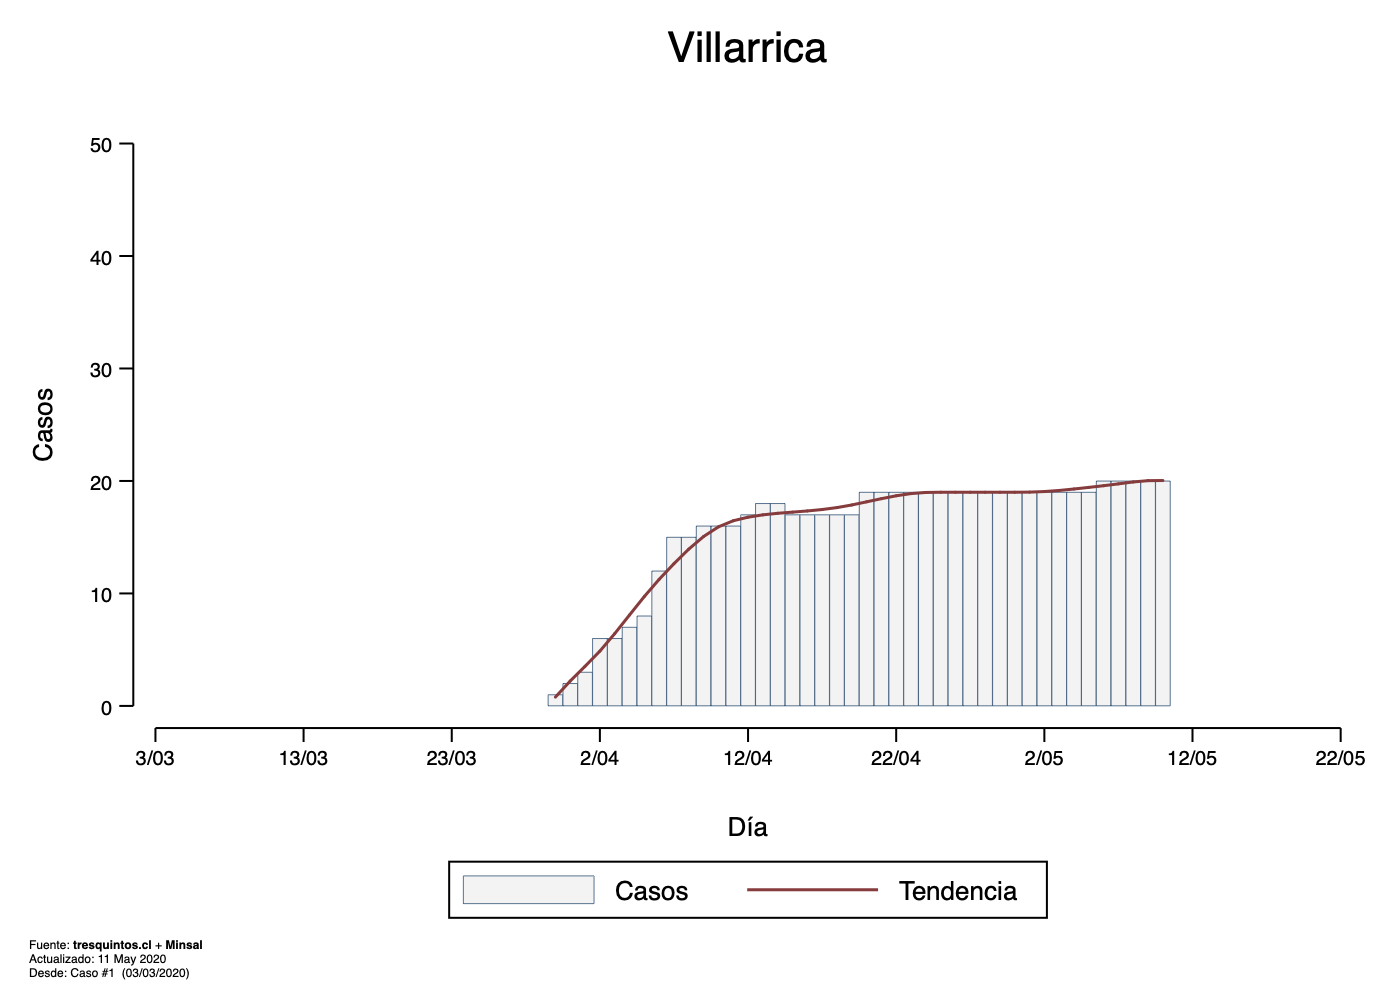 Villarrica
50
40
30
20
10
0
Casos
3/03 13/03 23/03 2/04 12/04 22/04 2/05 12/05 22/05
Día
Casos Tendencia
Fuente: tresquintos.cl + Minsal
Actualizado: 11 May 2020
Desde: Caso #1 (03/03/2020)